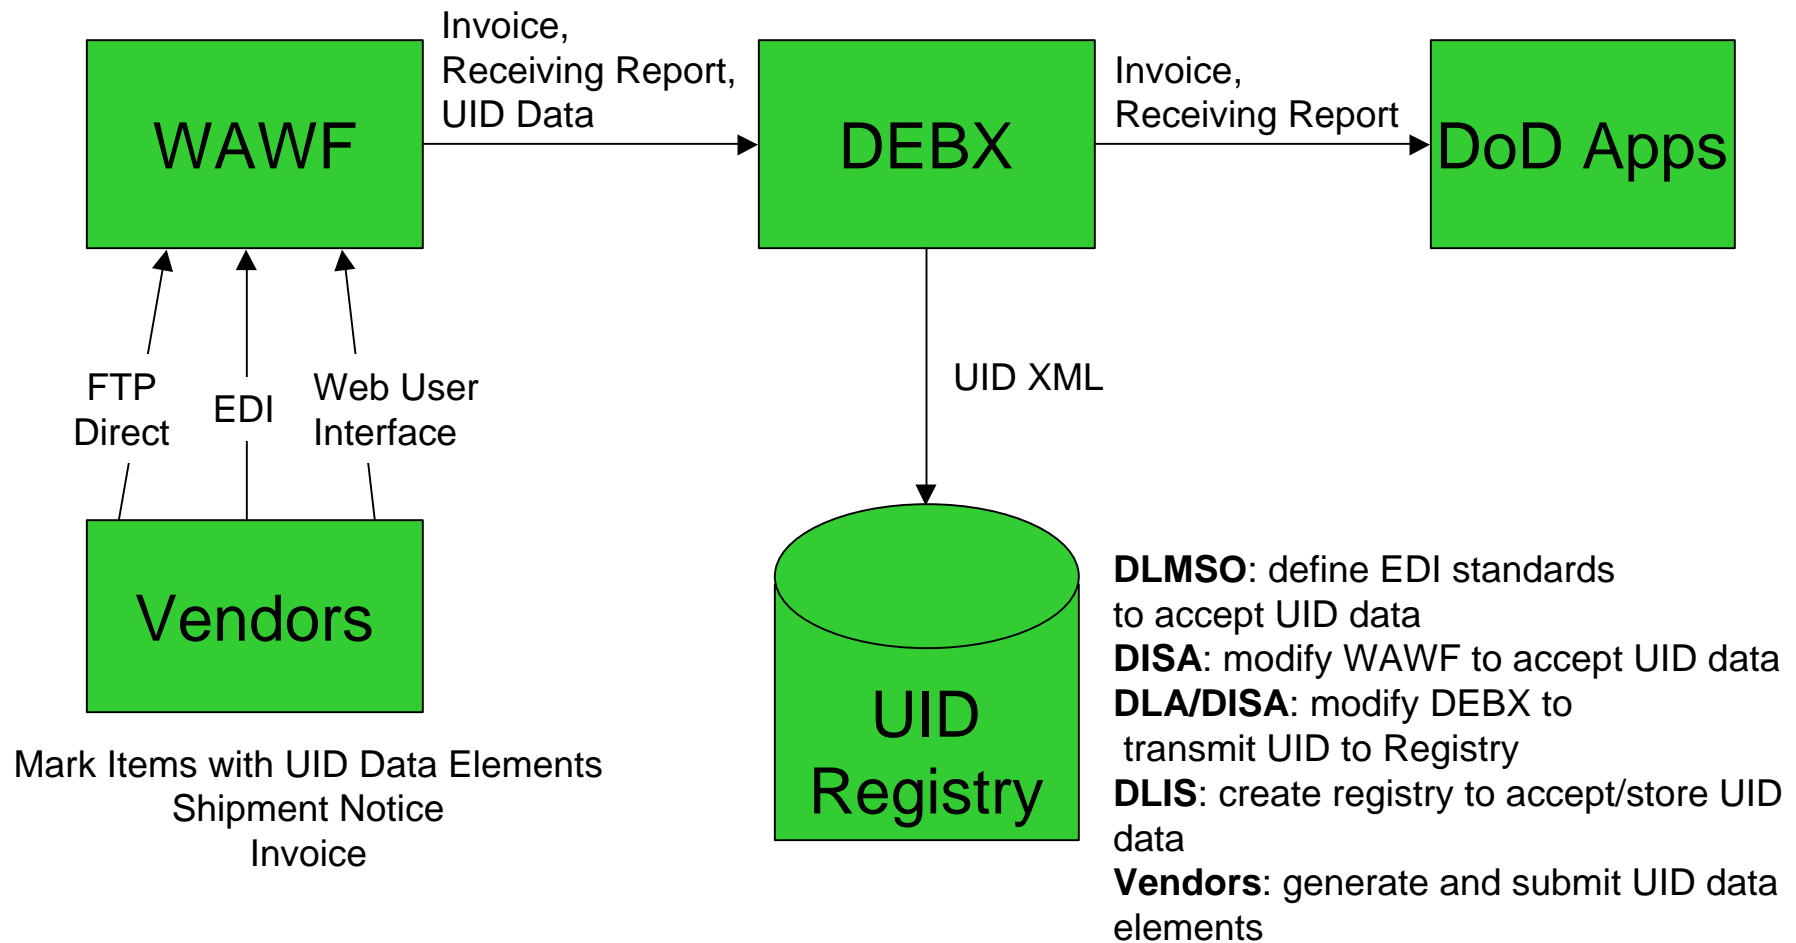 Invoice,
Receiving Report,
UID Data
Invoice,
Receiving Report
WAWF
DEBX
DoD Apps
FTP
Direct
EDI
Web User
Interface
UID XML
Vendors
Mark Items with UID Data Elements
Shipment Notice
Invoice
UID
Registry
DLMSO: define EDI standards
to accept UID data
DISA: modify WAWF to accept UID data
DLA/DISA: modify DEBX to
transmit UID to Registry
DLIS: create registry to accept/store UID
data
Vendors: generate and submit UID data
elements